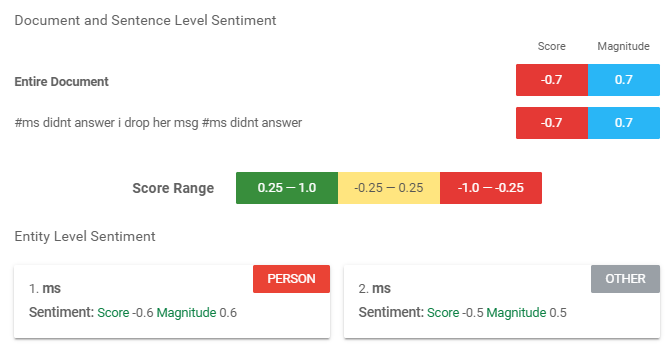 Document and Sentence Level Sentiment
Score Magnitude
Entire Document -0.7 0.7
#ms didnt answer i drop her msg #ms didnt answer -0.7 0.7
Score Range 0.25 — 1.0 -0.25 — 0.25 -1.0 — -0.25
Entity Level Sentiment
PERSON
1. ms
Sentiment: Score -0.6 Magnitude 0.6
OTHER
2. ms
Sentiment: Score -0.5 Magnitude 0.5